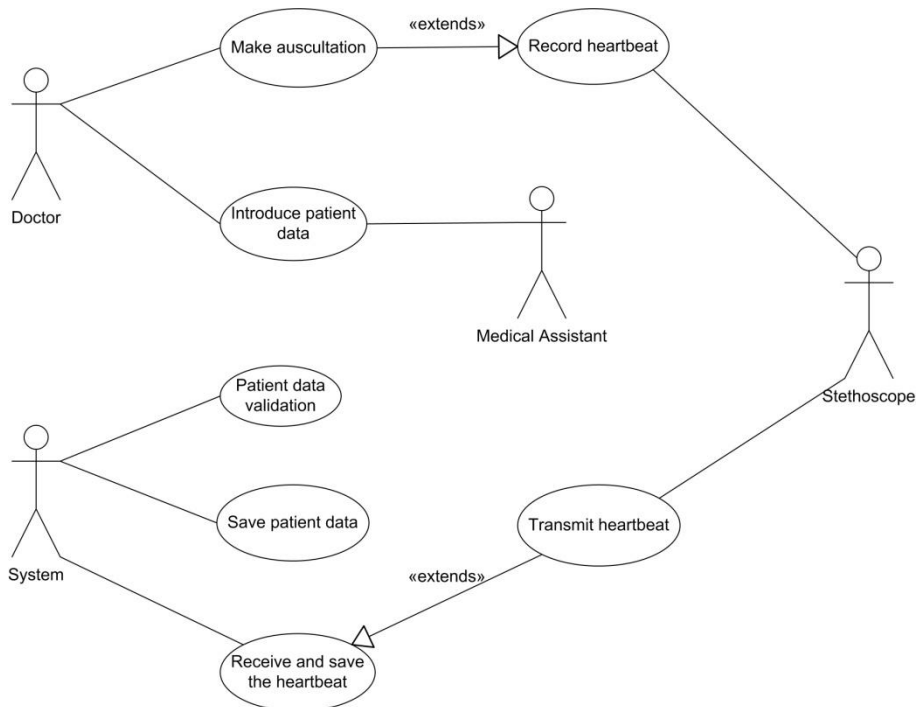 «extends»
Make auscultation
Record heartbeat
Doctor
Introduce patient
data
Medical Assistant
Stethoscope
Patient data
validation
Save patient data
Transmit heartbeat
System
«extends»
Receive and save
the heartbeat